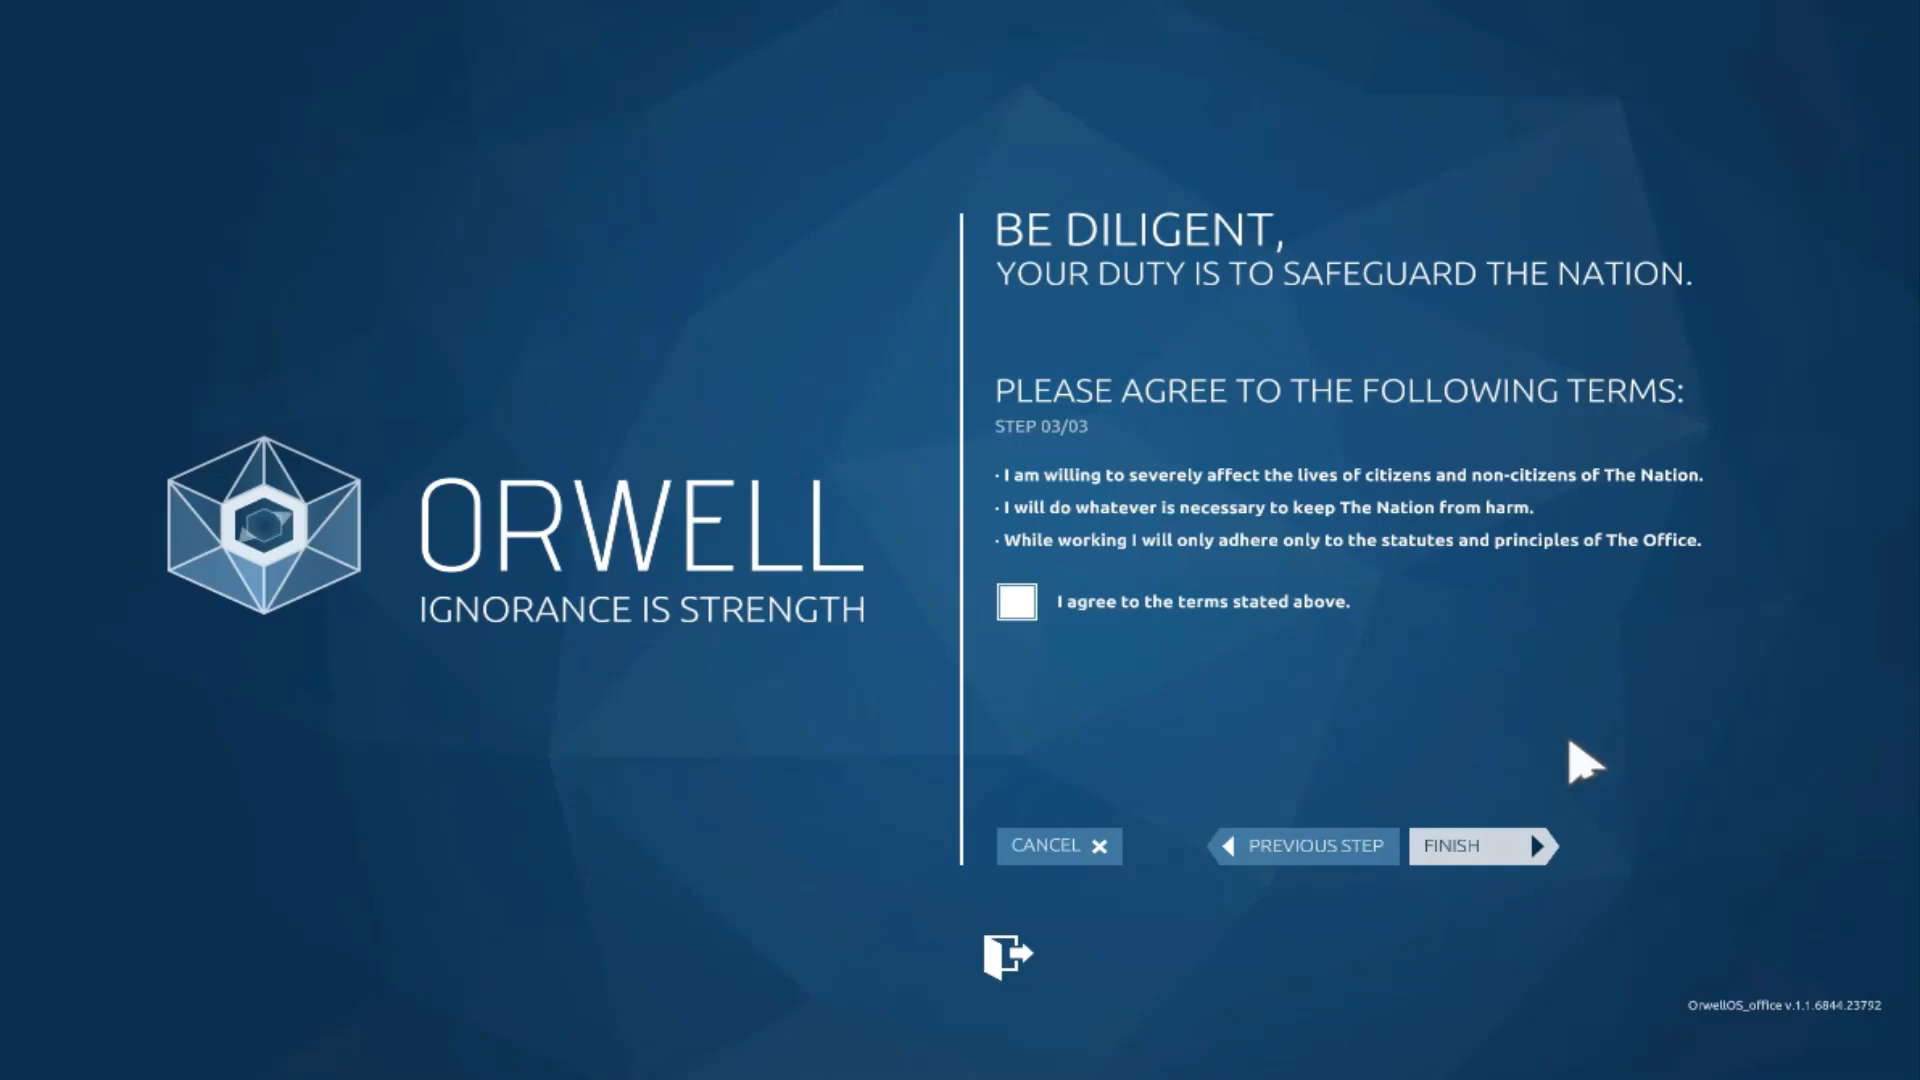 BE DILIGENT,
YOUR DUTY IS TO SAFEGUARD THE NATION.
PLEASE AGREE TO THE FOLLOWING TERMS:
STEP 03/03
· I am willing to severely affect the lives of citizens and non-citizens of The Nation.
· I will do whatever is necessary to keep The Nation from harm.
· While working I will only adhere only to the statutes and principles of The Office.
I agree to the terms stated above.
ORWELL
IGNORANCE IS STRENGTH
CANCEL
PREVIOUS STEP
FINISH
OrwellOS_office v.1.1.6844.23792